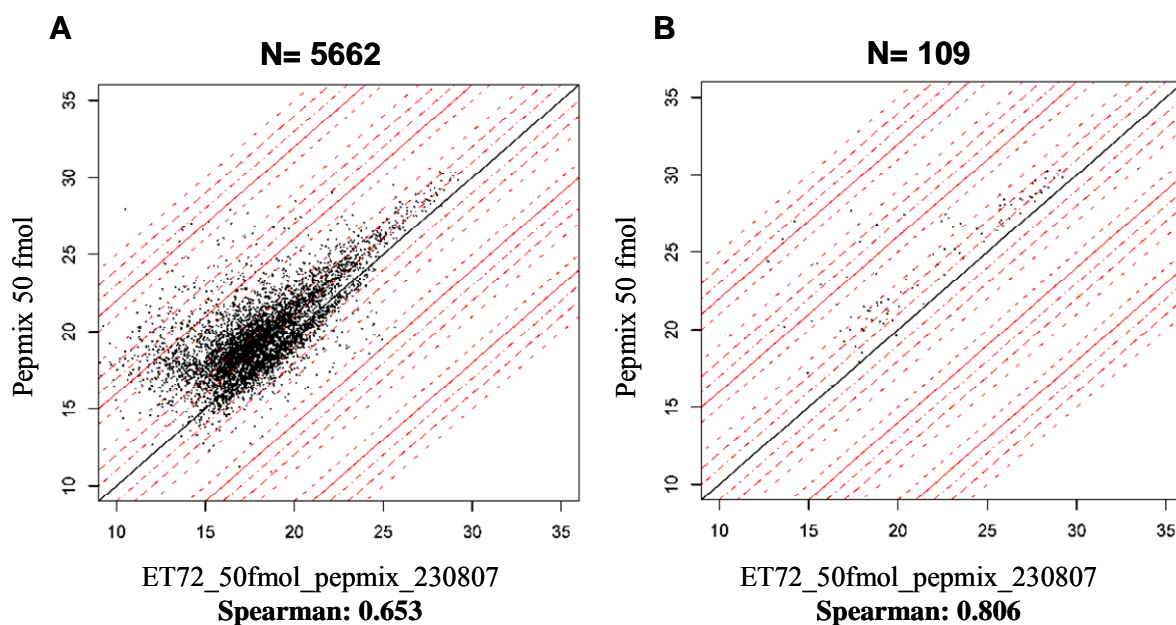 A
N= 5662
Pepmix 50 fmol
35
30
25
20
15
10
10 15 20 25 30 35
ET72_50fmol_pepmix_230807
Spearman: 0.653
B
N= 109
Pepmix 50 fmol
35
30
25
20
15
10
10 15 20 25 30 35
ET72_50fmol_pepmix_230807
Spearman: 0.806